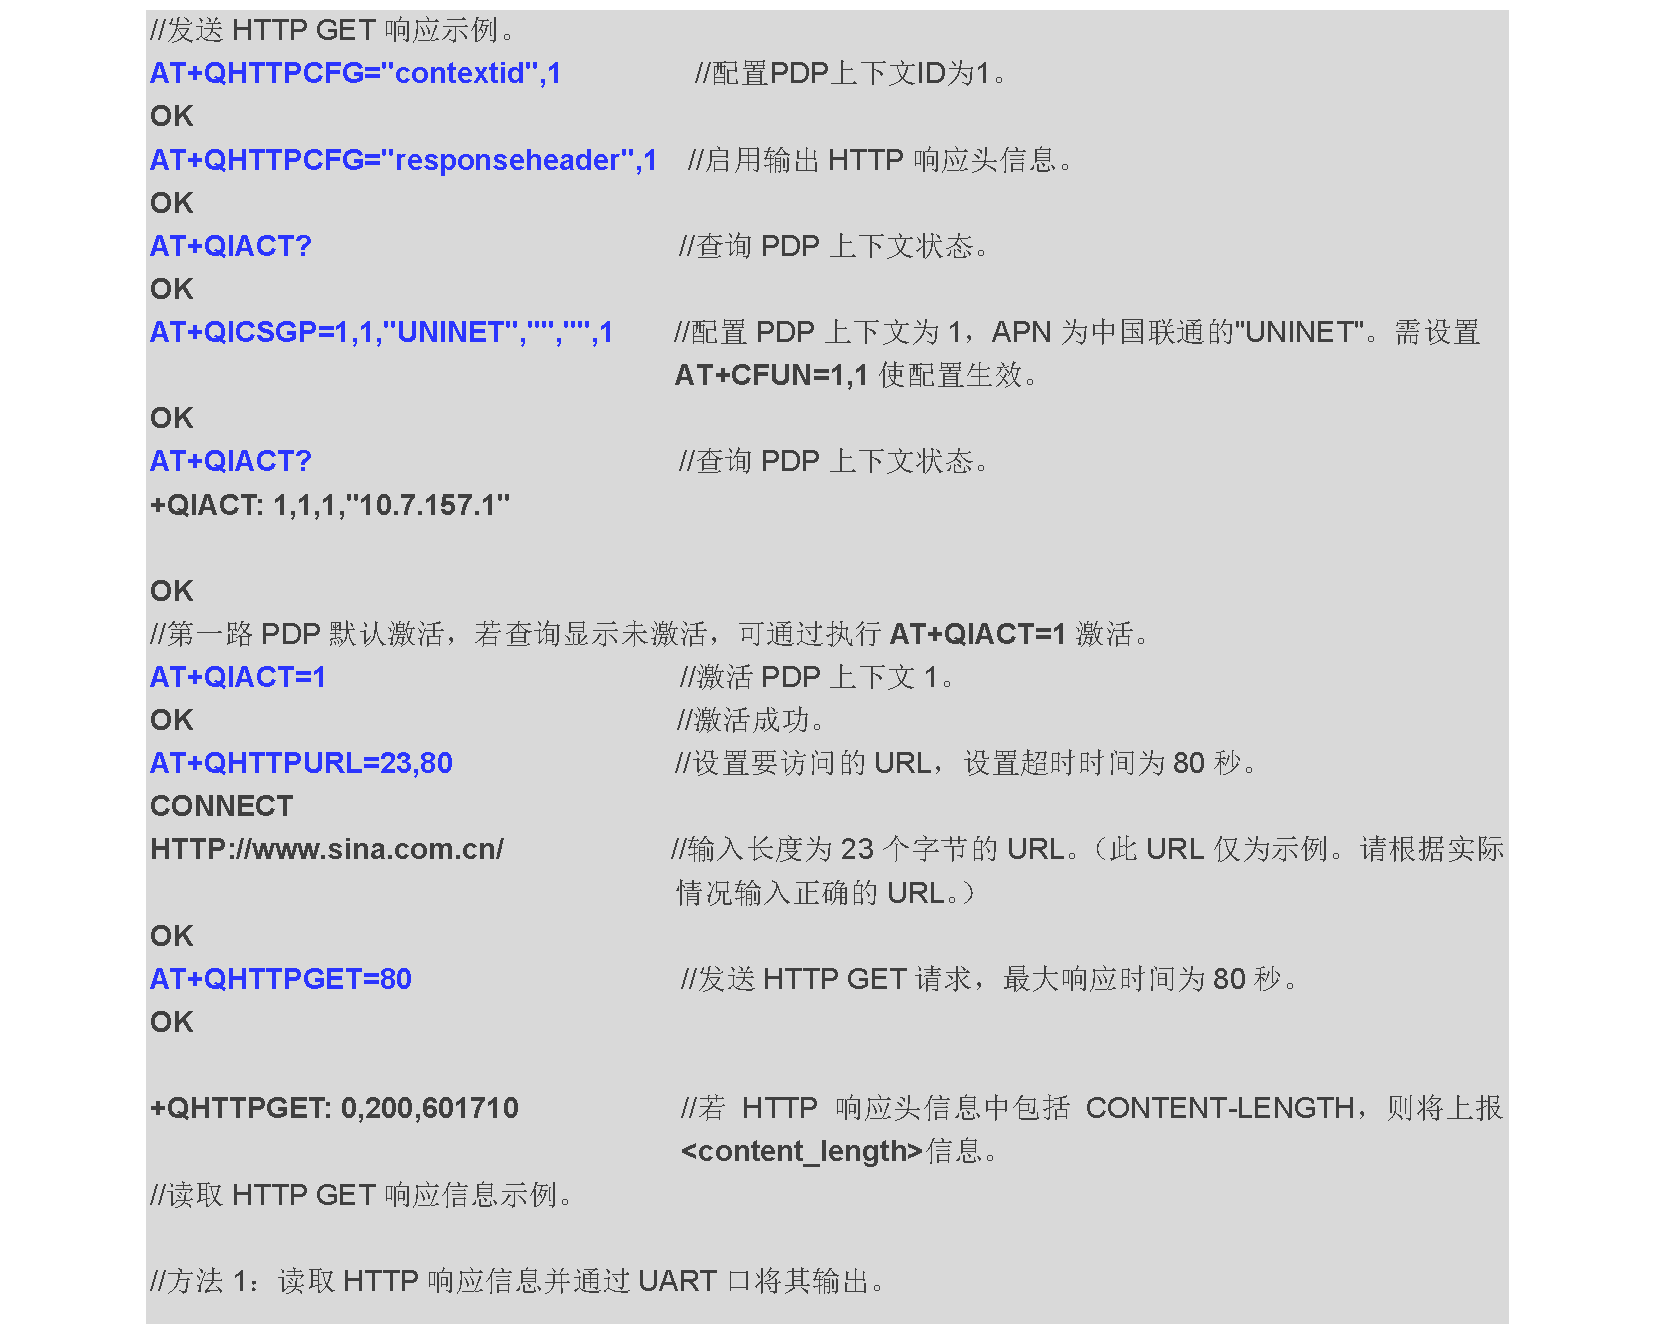 //发送 HTTP GET 响应示例。
AT+QHTTPCFG="contextid",1 //配置PDP上下文ID为1。
OK
AT+QHTTPCFG="responseheader",1 //启用输出 HTTP 响应头信息。
OK
AT+QIACT? //查询 PDP 上下文状态。
OK
AT+QICSGP=1,1,"UNINET","","",1 //配置 PDP 上下文为 1，APN 为中国联通的"UNINET"。需设置
AT+CFUN=1,1 使配置生效。
OK
AT+QIACT? //查询 PDP 上下文状态。
+QIACT: 1,1,1,"10.7.157.1"
OK
//第一路 PDP 默认激活，若查询显示未激活，可通过执行 AT+QIACT=1 激活。
AT+QIACT=1 //激活 PDP 上下文 1。
OK //激活成功。
AT+QHTTPURL=23,80 //设置要访问的 URL，设置超时时间为 80 秒。
CONNECT
HTTP://www.sina.com.cn/ //输入长度为 23 个字节的 URL。（此 URL 仅为示例。请根据实际
情况输入正确的 URL。）
OK
AT+QHTTPGET=80 //发送 HTTP GET 请求，最大响应时间为 80 秒。
OK
+QHTTPGET: 0,200,601710 //若 HTTP 响应头信息中包括 CONTENT-LENGTH，则将上报
<content_length>信息。
//读取 HTTP GET 响应信息示例。
//方法 1：读取 HTTP 响应信息并通过 UART 口将其输出。